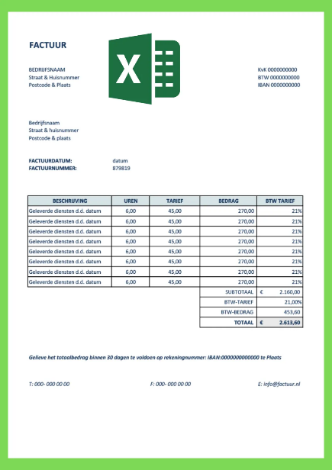 FACTUUR
X
BEDRIJFSNAAM KvK 0000000000
Straat & Huisnummer BTW 0000000000
Postcode & Plaats IBAN 0000000000
Bedrijfsnaam
Straat & huisnummer
Postcode & plaats
FACTUURDATUM: datum
FACTUURNUMMER: 879819
BESCHRIJVING UREN TARIEF BEDRAG BTW TARIEF
Geleverde diensten d.d. datum 6,00 45,00 270,00 21%
Geleverde diensten d.d. datum 6,00 45,00 270,00 21%
Geleverde diensten d.d. datum 6,00 45,00 270,00 21%
Geleverde diensten d.d. datum 6,00 45,00 270,00 21%
Geleverde diensten d.d. datum 6,00 45,00 270,00 21%
Geleverde diensten d.d. datum 6,00 45,00 270,00 21%
Geleverde diensten d.d. datum 6,00 45,00 270,00 21%
Geleverde diensten d.d. datum 6,00 45,00 270,00 21%
SUBTOTAAL € 2.160,00
BTW-TARIEF 21,00%
BTW-BEDRAG 453,60
TOTAAL € 2.613,60
Gelieve het totaalbedrag binnen 30 dagen te voldoen op rekeningnummer: IBAN 0000000000000 te Plaats
T: 000- 000 00 00 F: 000- 000 00 00 E: info@factuur.nl